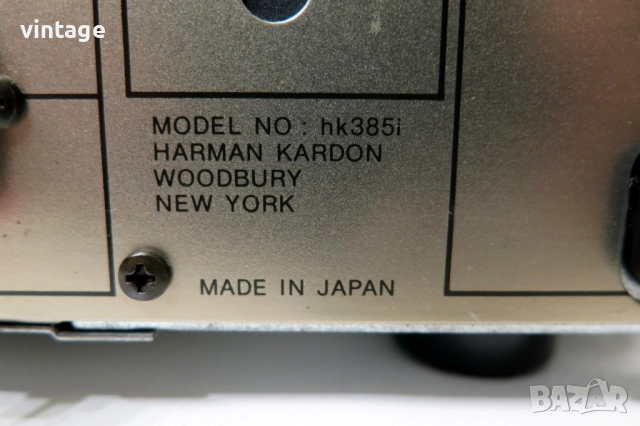 vintage
MODEL NO : hk385i
HARMAN KARDON
WOODBURY
NEW YORK
MADE IN JAPAN
BAZAR